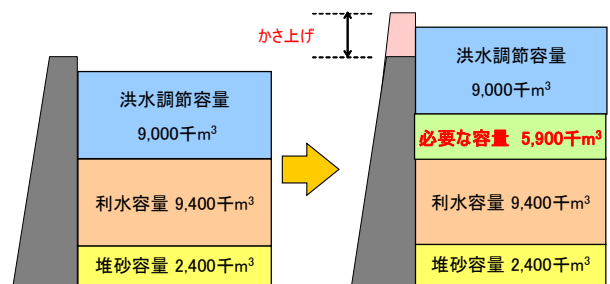 洪水調節容量
9,000千m³
利水容量 9,400千m³
堆砂容量 2,400千m³
かさ上げ
洪水調節容量
9,000千m³
必要な容量 5,900千m³
利水容量 9,400千m³
堆砂容量 2,400千m³